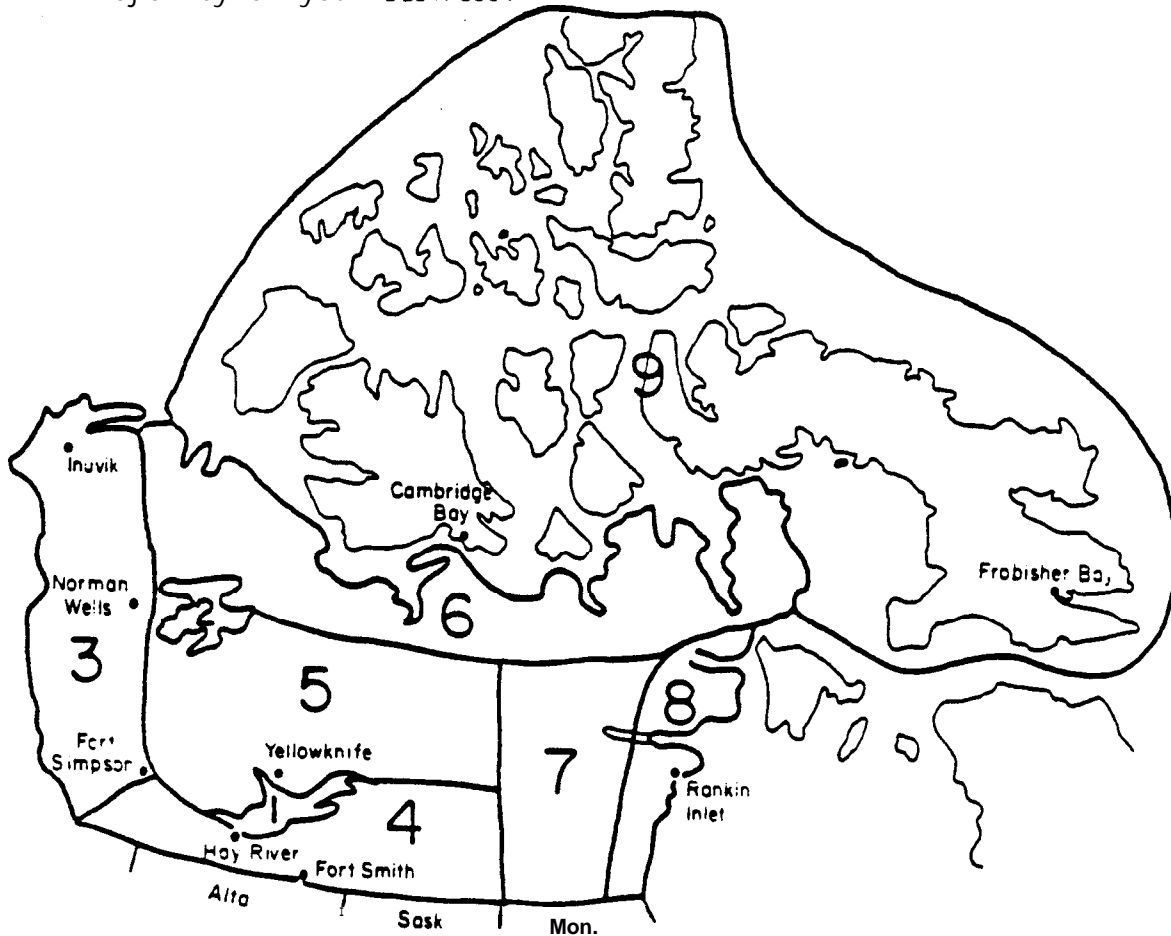 9
Inuvik
Cambridge
Bay
Norman
Wells
Frobisher Bay
6
3
5
8
Fort
Simpson
Yellowknife
7
Rankin
Inlet
1
4
Hay River
Fort Smith
Alta
Sask
Mon.